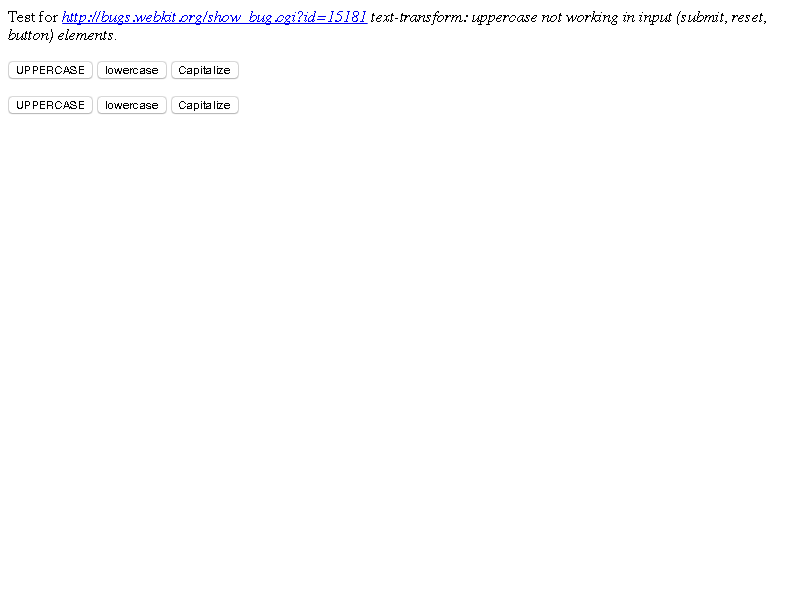 Test for http://bugs.webkit.org/show_bug.cgi?id=15181 text-transform: uppercase not working in input (submit, reset,
button) elements.
UPPERCASE lowercase Capitalize
UPPERCASE lowercase Capitalize